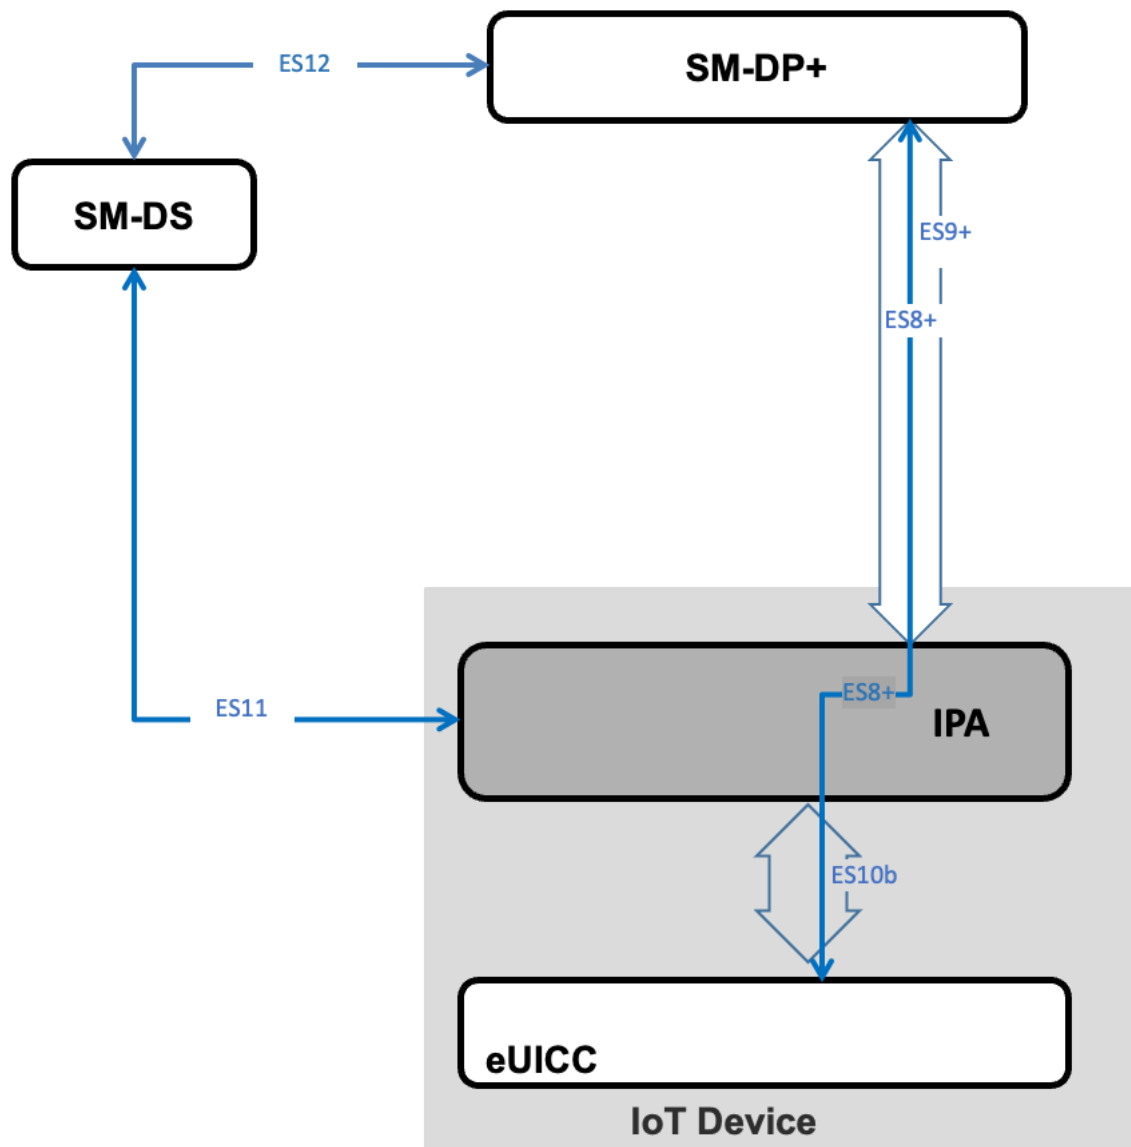 ES12
SM-DP+
SM-DS
ES9+
ES8+
ES8+
ES11
IPA
ES10b
eUICC
IoT Device